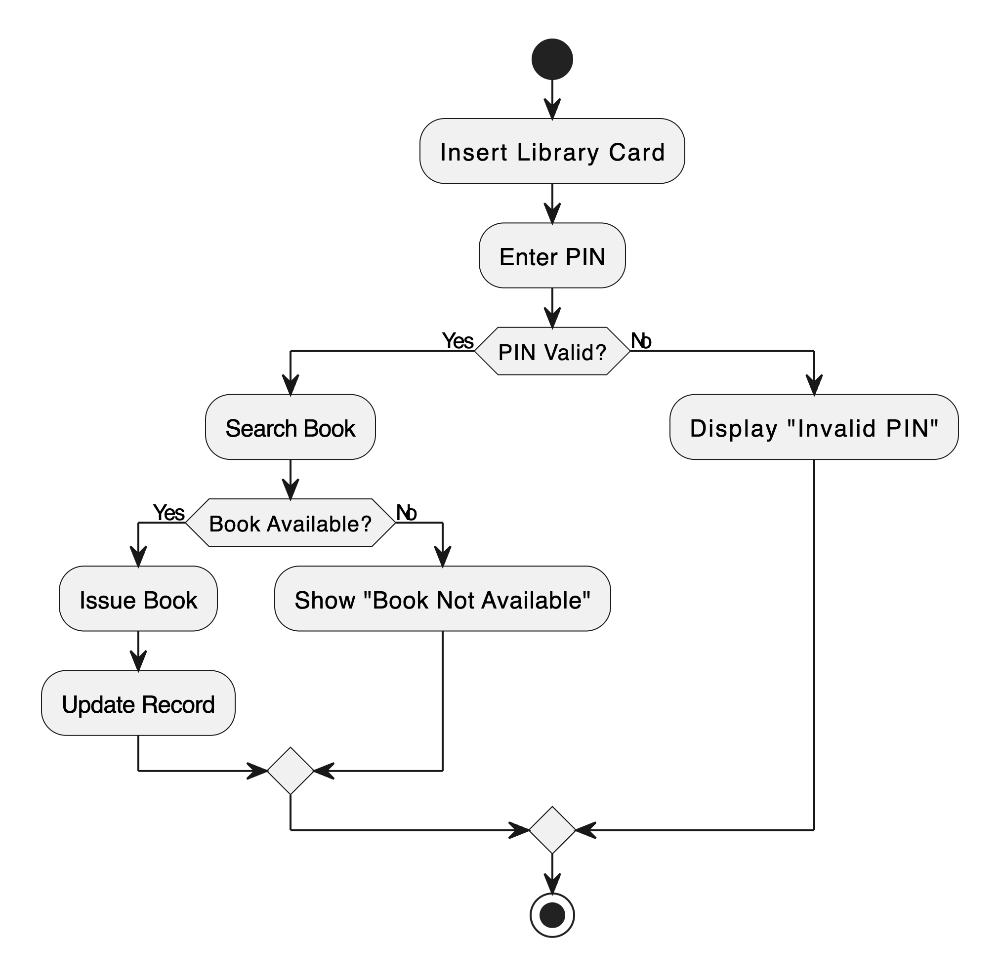 Insert Library Card
Enter PIN
Yes
PIN Valid?
No
Search Book
Display "Invalid PIN"
Yes
Book Available?
No
Issue Book
Show "Book Not Available"
Update Record